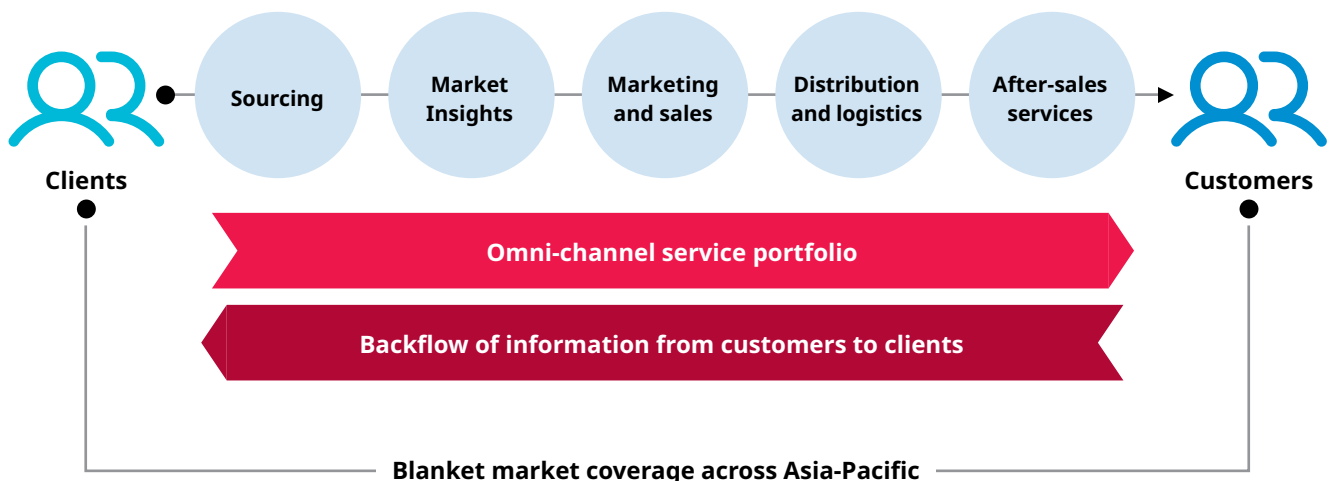 Sourcing
Market
Insights
Marketing
and sales
Distribution
and logistics
After-sales
services
Clients
Customers
Omni-channel service portfolio
Backflow of information from customers to clients
Blanket market coverage across Asia-Pacific